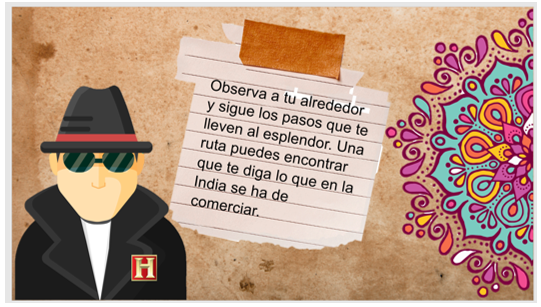 Observa a tu alrededor
y sigue los pasos que te
lleven al esplendor. Una
ruta puedes encontrar
que te diga lo que en la
India se ha de
comerciar.
H